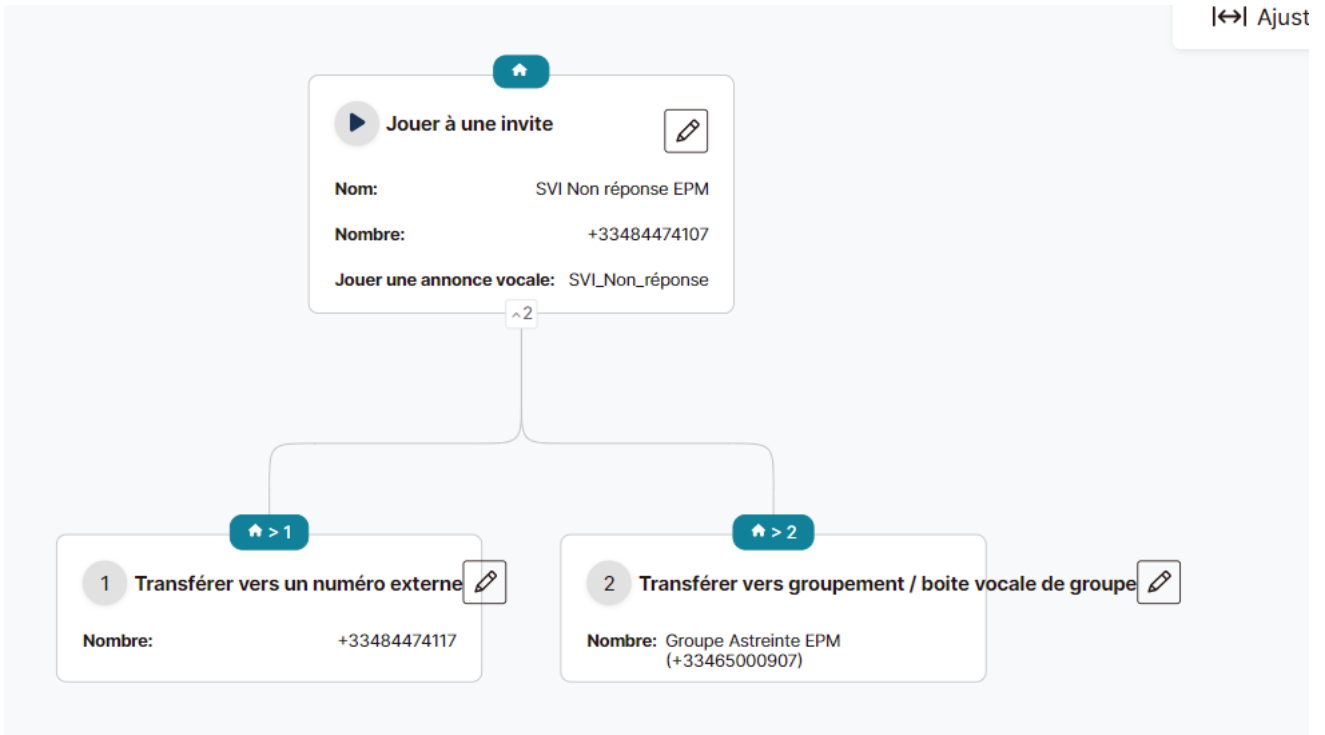 |↔| Ajust
Jouer à une invite
Nom: SVI Non réponse EPM
Nombre: +33484474107
Jouer une annonce vocale: SVI_Non_réponse
^2
> 1
> 2
1 Transférer vers un numéro externe
2 Transférer vers groupement / boite vocale de groupe
Nombre: +33484474117
Nombre: Groupe Astreinte EPM
(+33465000907)